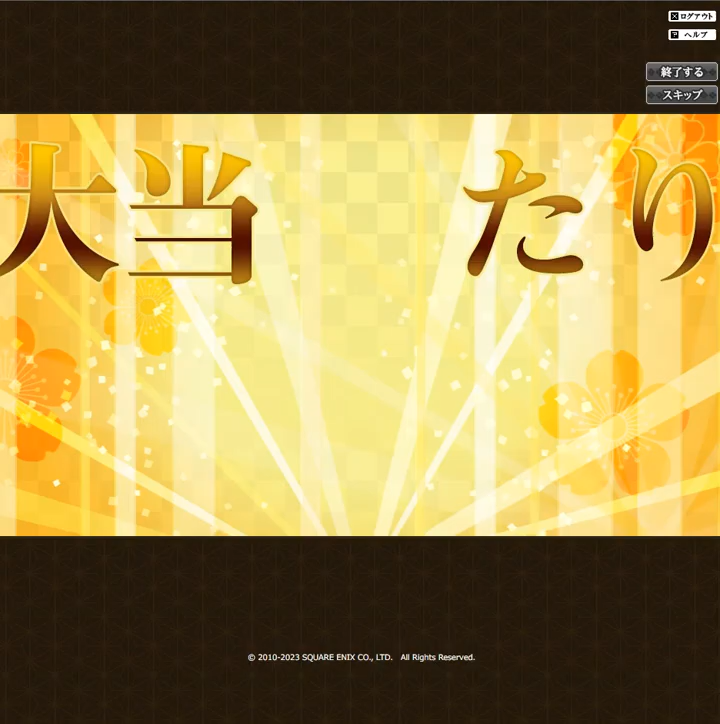 ログアウト
ヘルプ
終了する
スキップ
大当たり
© 2010-2023 SQUARE ENIX CO., LTD. All Rights Reserved.